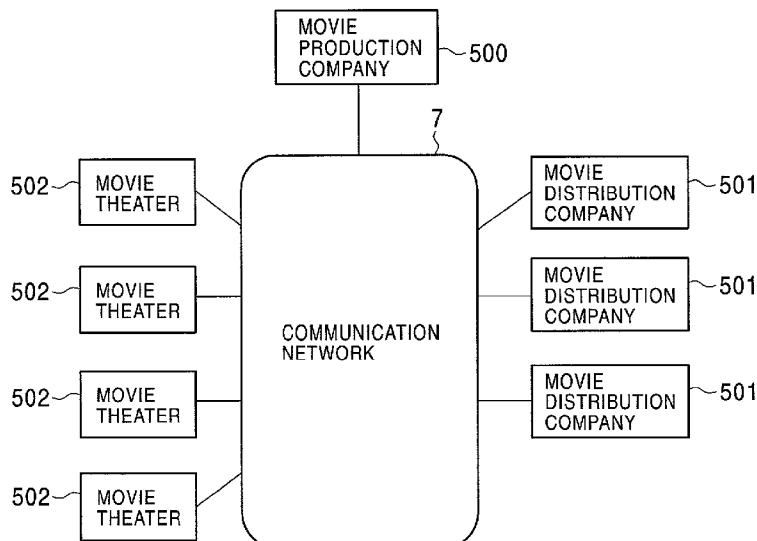 MOVIE
PRODUCTION
COMPANY
500
7
502
MOVIE
THEATER
MOVIE
DISTRIBUTION
COMPANY
501
502
MOVIE
THEATER
MOVIE
DISTRIBUTION
COMPANY
501
COMMUNICATION
NETWORK
502
MOVIE
THEATER
MOVIE
DISTRIBUTION
COMPANY
501
502
MOVIE
THEATER